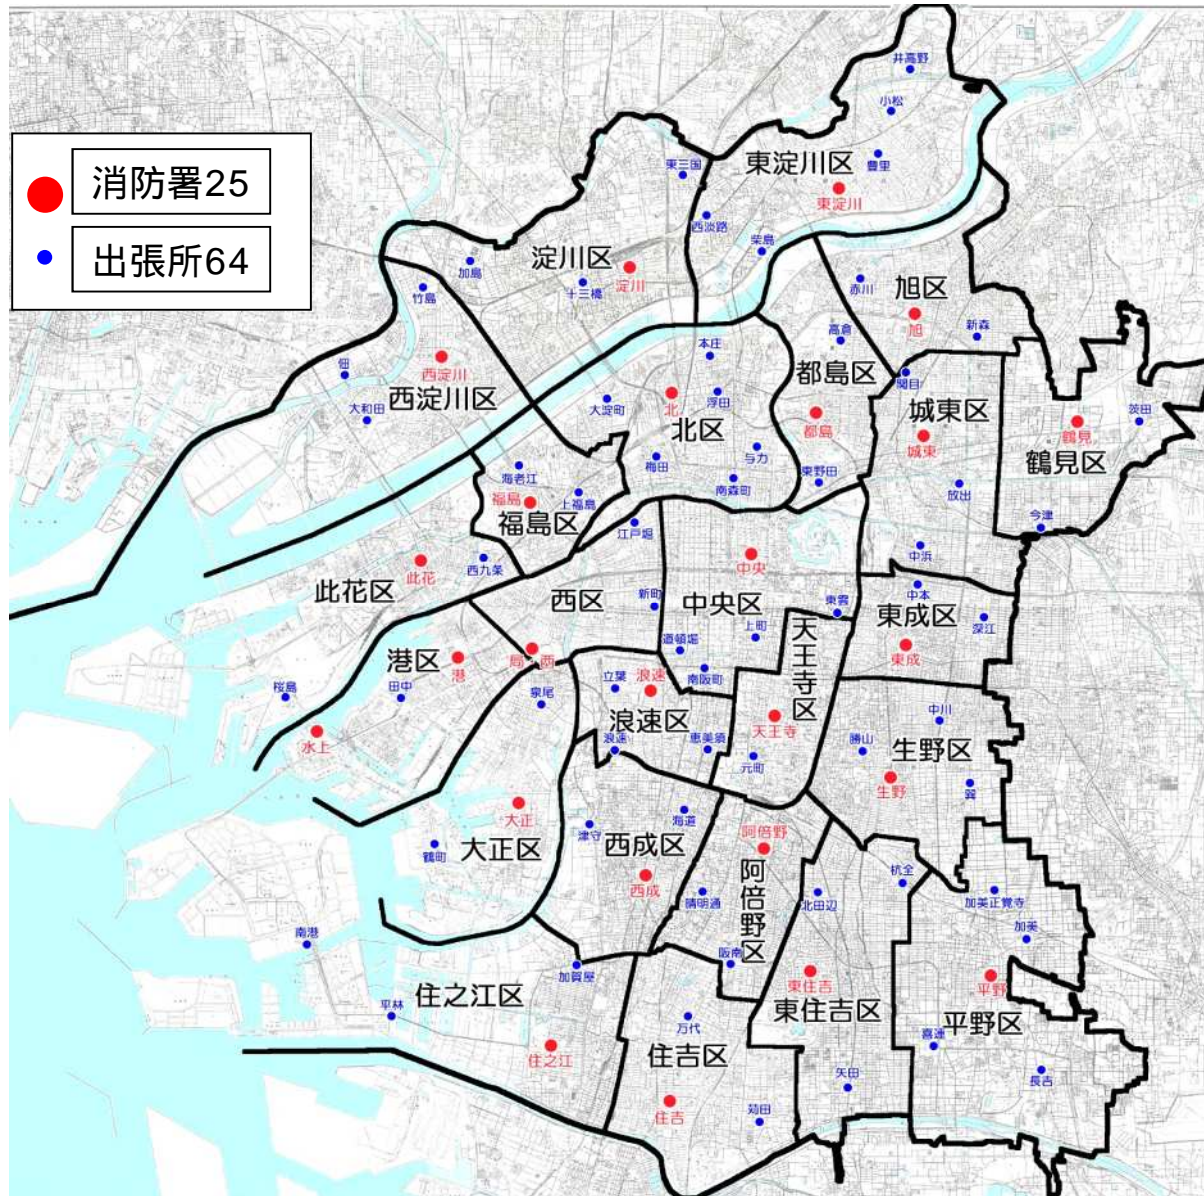 消防署25
出張所64
井高野
小松
東三国
東淀川区
豊里
東淀川
西淡路
柴島
淀川区
加島
淀川
十三橋
竹島
赤川
旭区
旭
新森
高倉
本庄
西淀川
佃
都島区
関目
西淀川区
大和田
大淀町
北
浮田
北区
都島
城東区
城東
鶴見
茨田
鶴見区
与力
梅田
南森町
東野田
放出
海老江
福島
上福島
福島区
江戸堀
今津
中央
中浜
此花
西九条
此花区
西区
新町
中央区
東雲
上町
中本
東成区
深江
東成
天王寺区
道頓堀
南阪町
港区
港
局・西
田中
桜島
水上
泉尾
立葉
浪速
浪速区
浪速
恵美須
天王寺
元町
中川
勝山
生野区
生野
巽
大正
大正区
鶴町
津守
海道
西成区
西成
阿倍野
阿倍野区
晴明通
阪南
北田辺
杭全
加美正覚寺
加美
平野
平野区
喜連
長吉
南港
平林
加賀屋
住之江区
住之江
万代
住吉区
住吉
苅田
東住吉
東住吉区
矢田